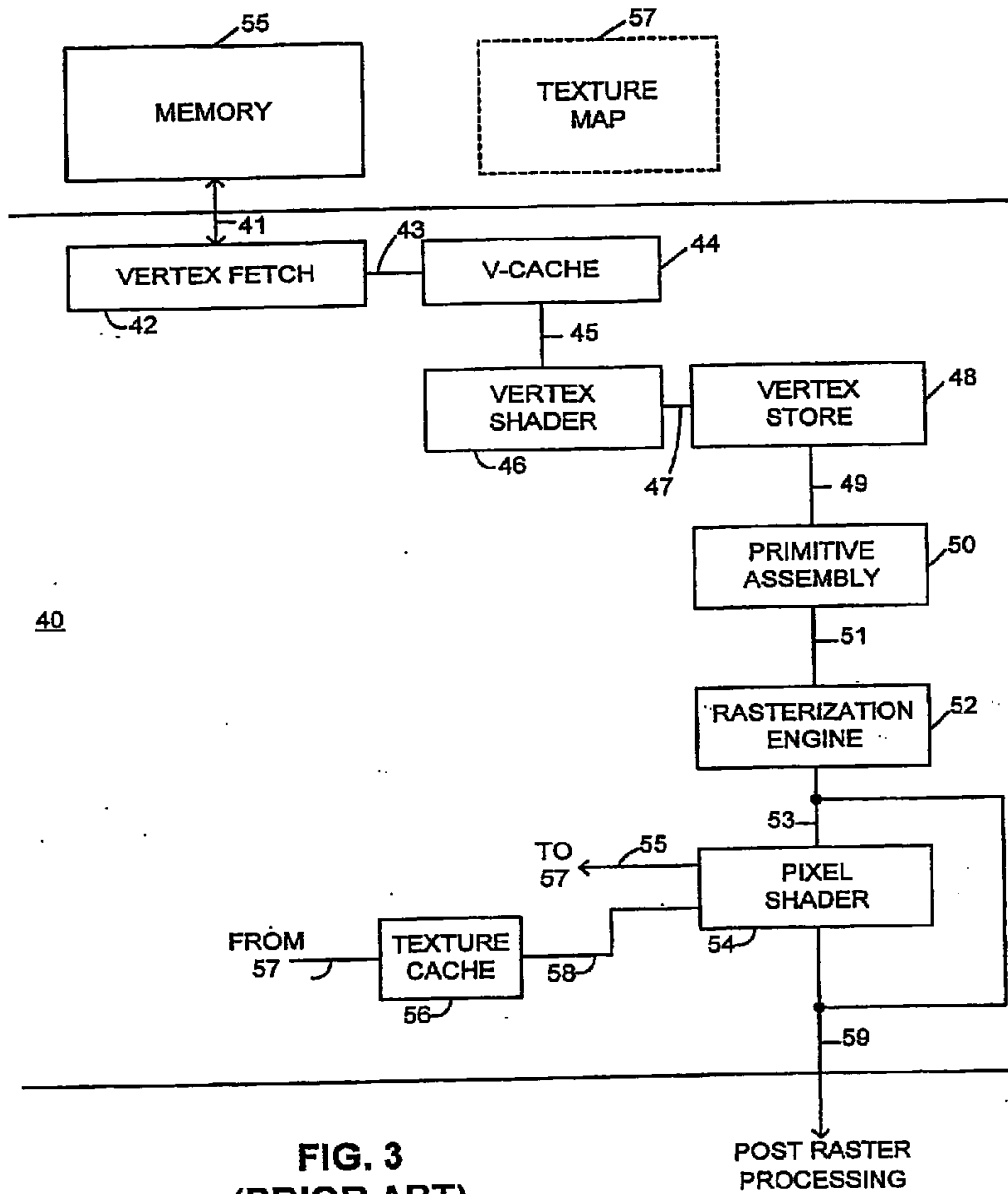 55
57
MEMORY
TEXTURE
MAP
41
43
44
VERTEX FETCH
V-CACHE
42
45
48
VERTEX
SHADER
VERTEX
STORE
46
47
49
50
PRIMITIVE
ASSEMBLY
40
51
52
RASTERIZATION
ENGINE
53
55
TO
57
PIXEL
SHADER
54
FROM
57
TEXTURE
CACHE
58
56
59
FIG. 3
(PRIOR ART)
POST RASTER
PROCESSING